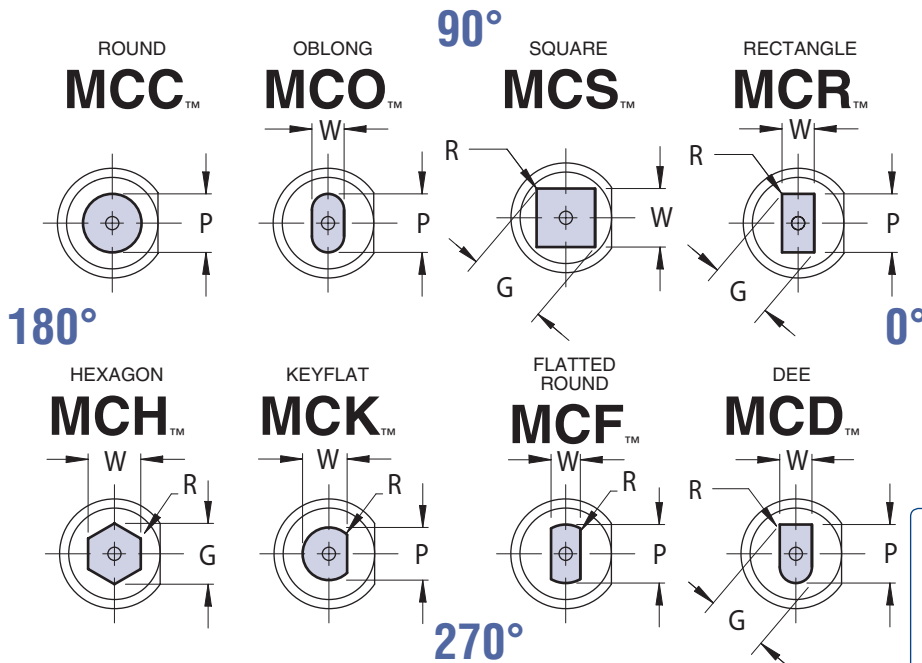 90°
ROUND OBLONG SQUARE RECTANGLE
MCC™ MCO™ MCS™ MCR™
W W
R R
P P W P
G G
180° 0°
HEXAGON KEYFLAT FLATTED ROUND DEE
MCH™ MCK™ MCF™ MCD™
W W W W
R R R R
G P P P
G
270°